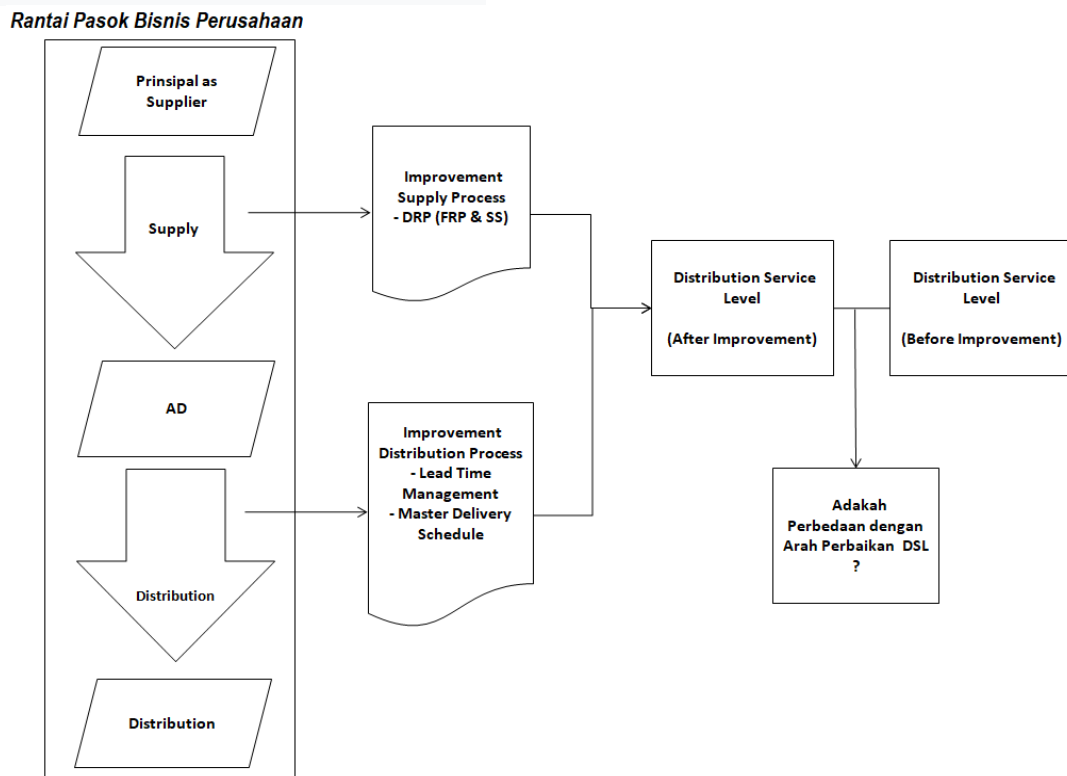 Rantai Pasok Bisnis Perusahaan
Prinsipal as
Supplier
Supply
AD
Distribution
Distribution
Improvement
Supply Process
- DRP (FRP & SS)
Improvement
Distribution Process
- Lead Time
Management
- Master Delivery
Schedule
Distribution Service
Level
(After Improvement)
Distribution Service
Level
(Before Improvement)
Adakah
Perbedaan dengan
Arah Perbaikan DSL
?